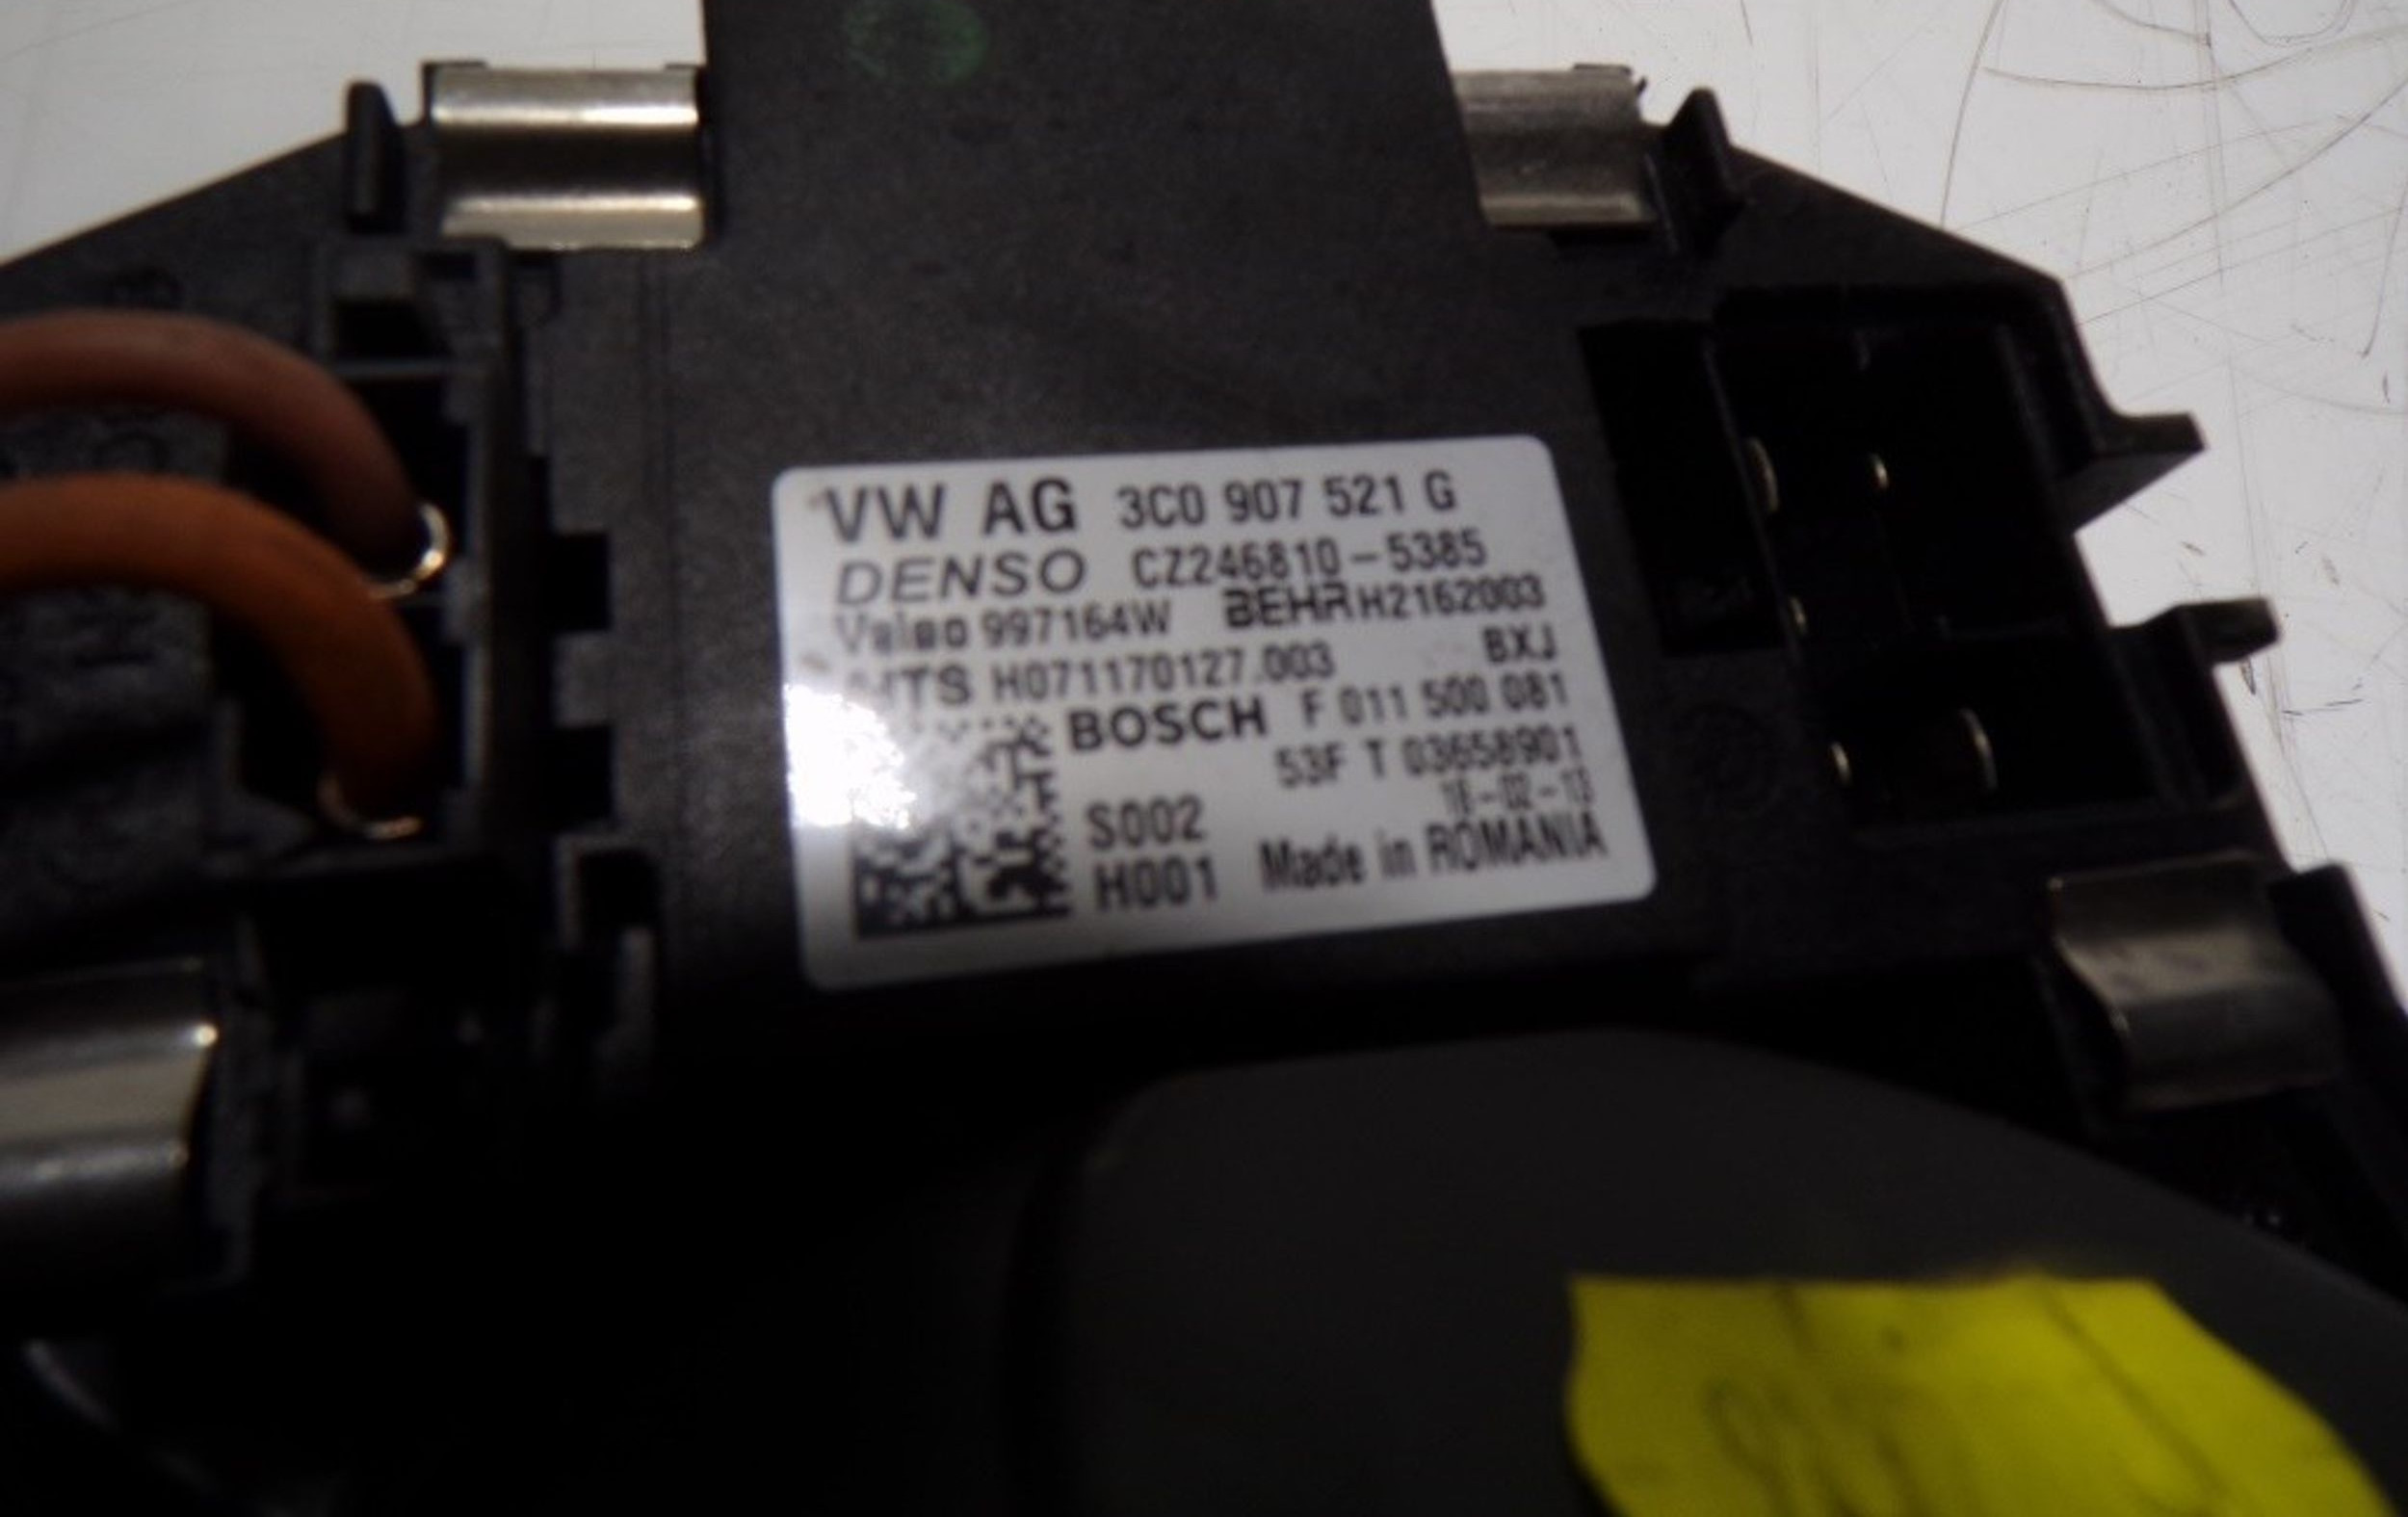 VW AG 3C0 907 521 G
DENSO CZ246810-5385
Valeo 997164W BEHR H2162003
H071170127.003 BXJ
BOSCH F 011 500 081
53F T 03658901
S002
H001 Made in ROMANIA